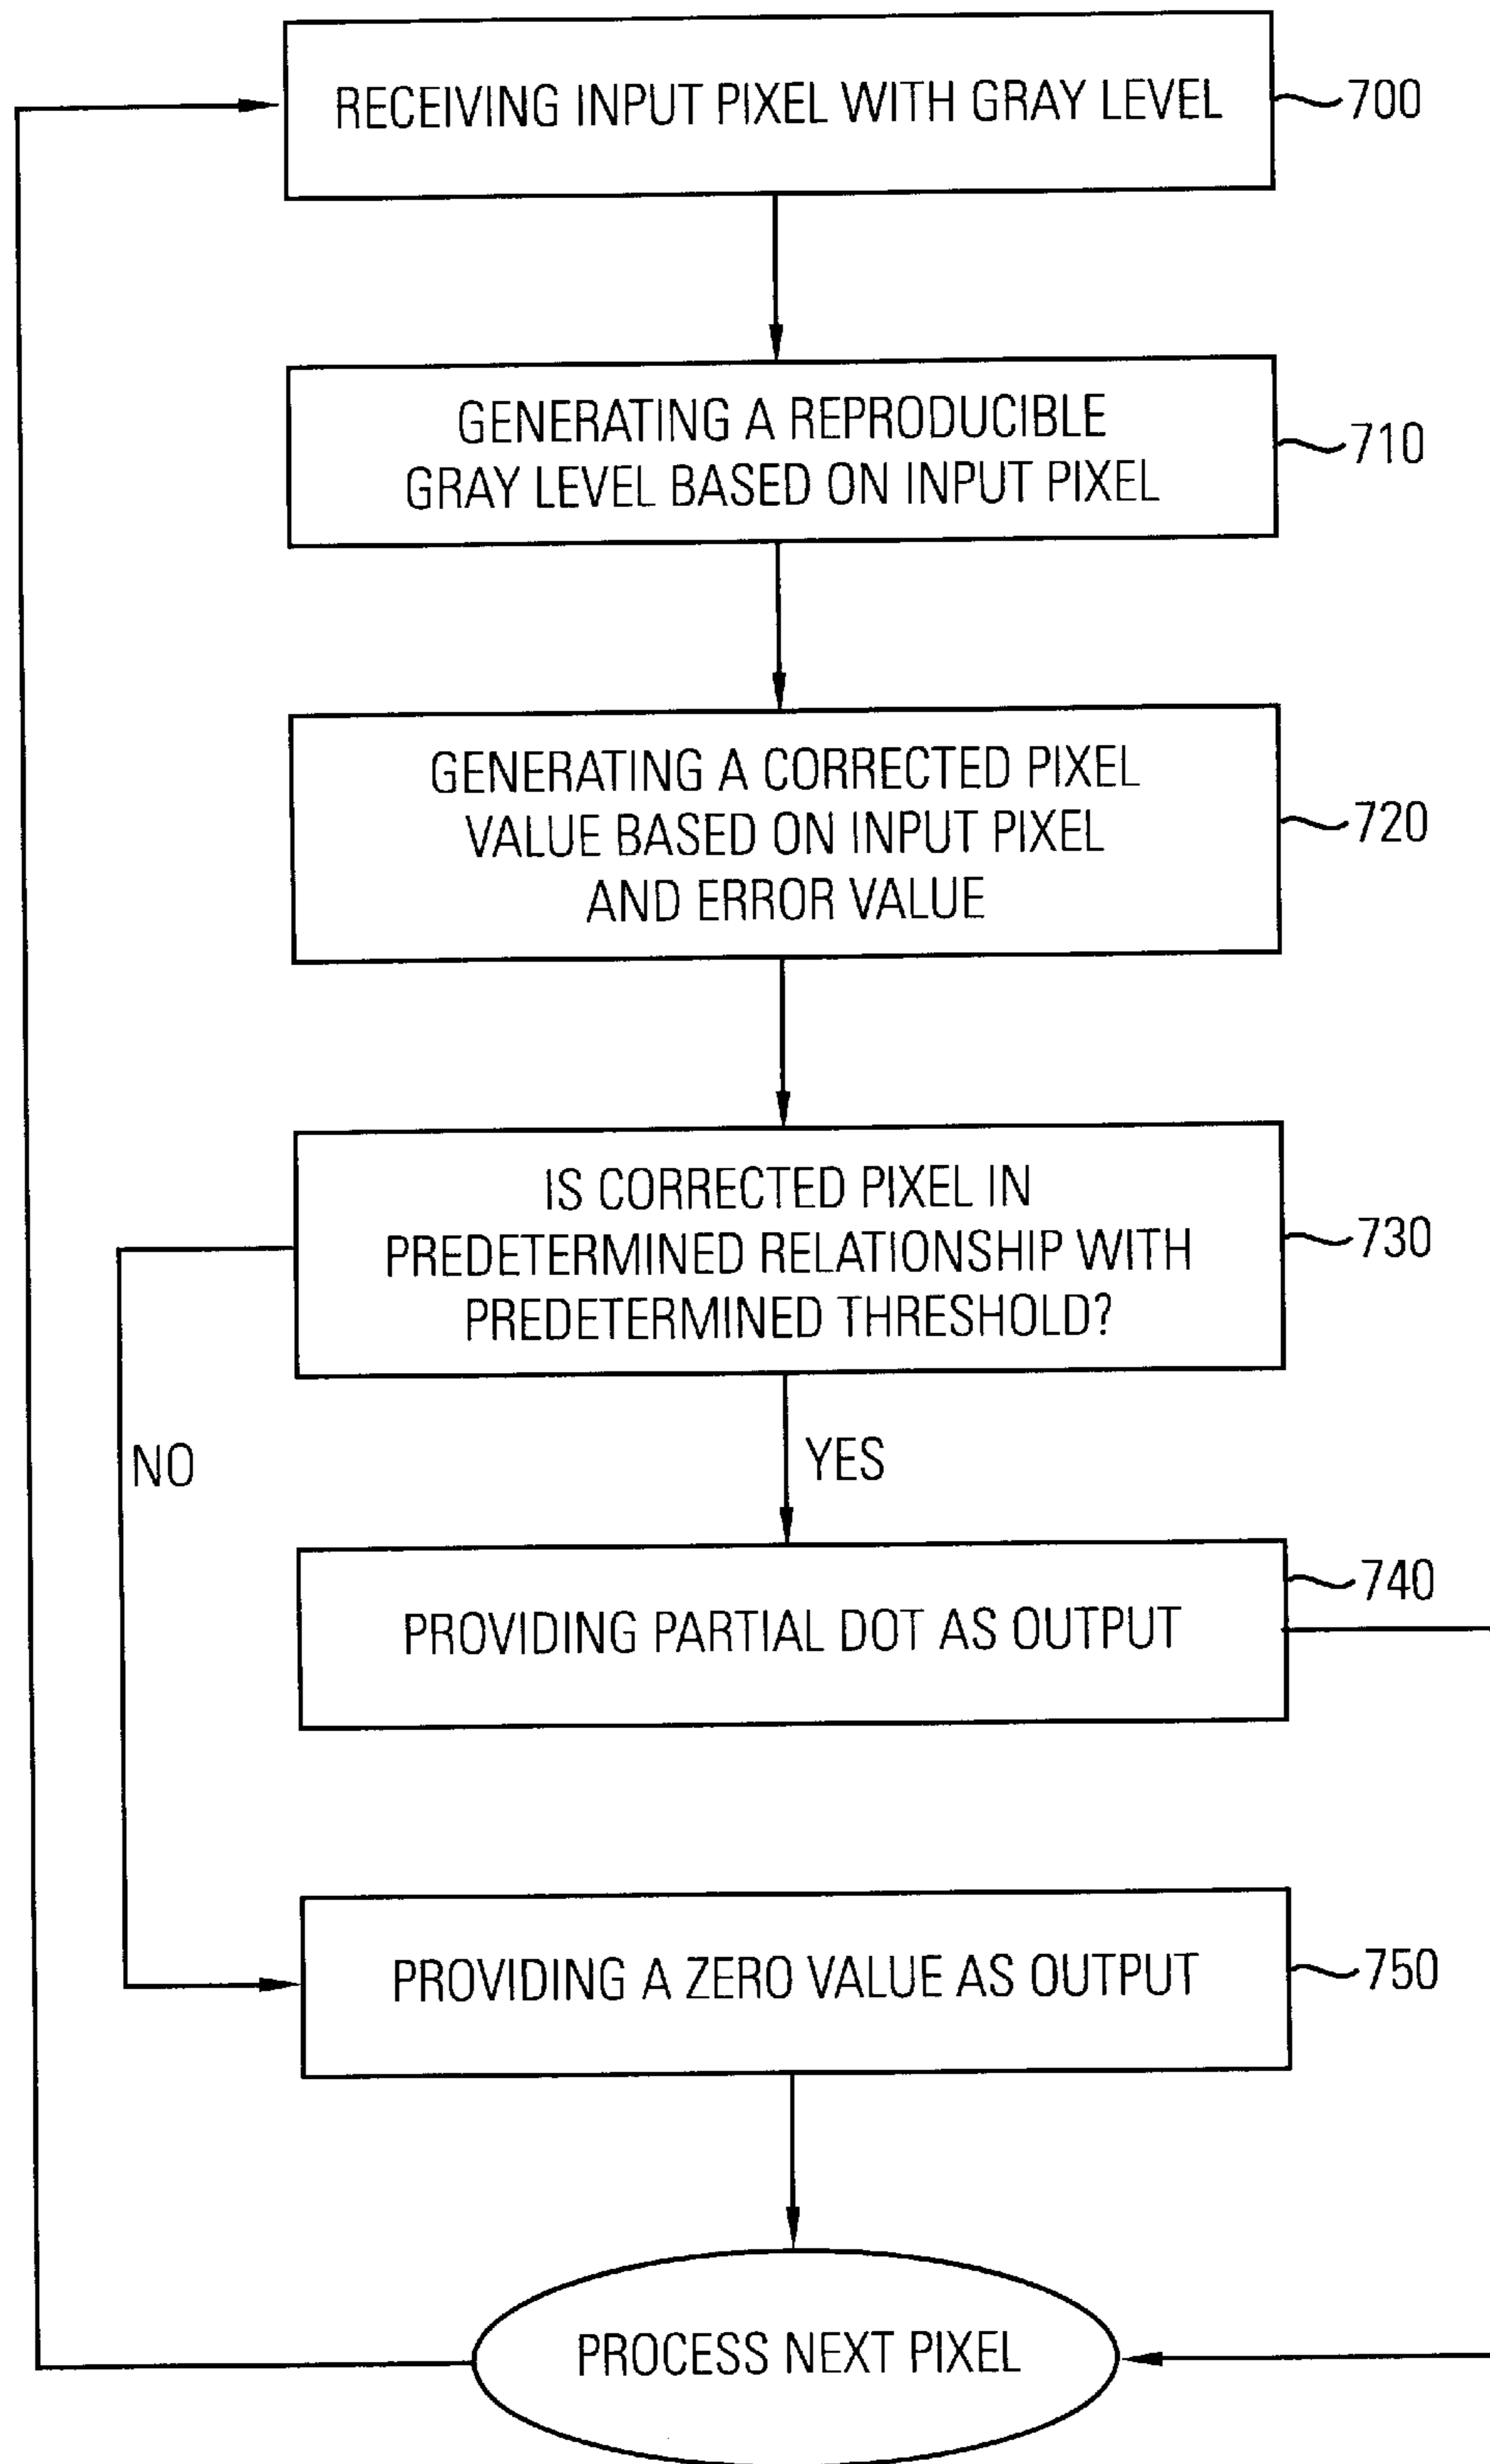 RECEIVING INPUT PIXEL WITH GRAY LEVEL
700
GENERATING A REPRODUCIBLE
GRAY LEVEL BASED ON INPUT PIXEL
710
GENERATING A CORRECTED PIXEL
VALUE BASED ON INPUT PIXEL
AND ERROR VALUE
720
IS CORRECTED PIXEL IN
PREDETERMINED RELATIONSHIP WITH
PREDETERMINED THRESHOLD?
730
NO
YES
PROVIDING PARTIAL DOT AS OUTPUT
740
PROVIDING A ZERO VALUE AS OUTPUT
750
PROCESS NEXT PIXEL